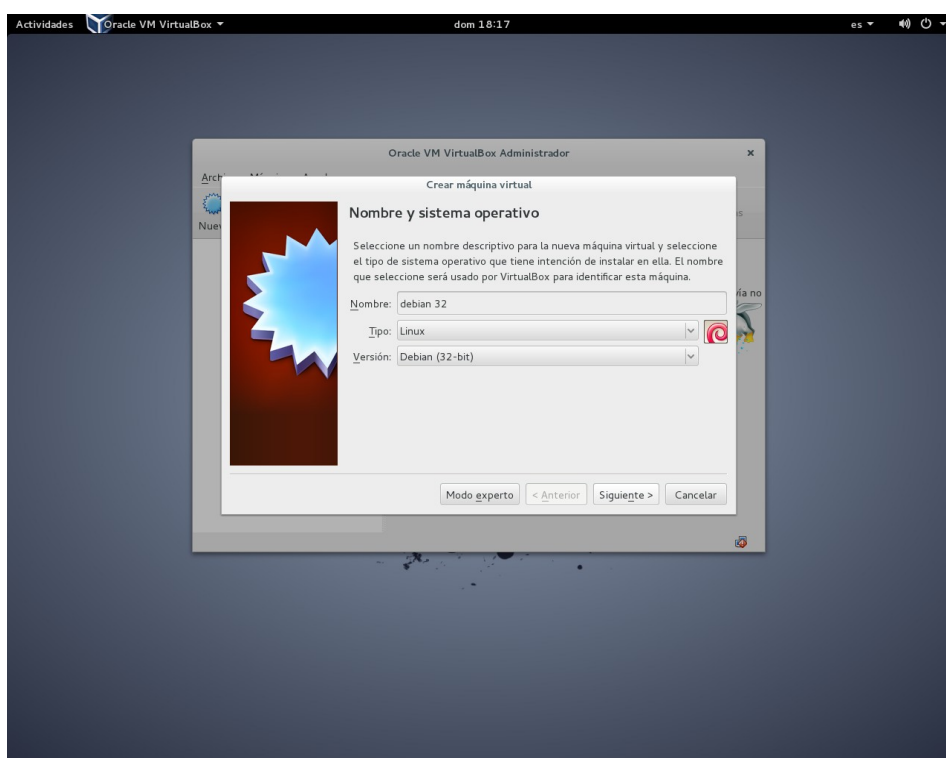 Actividades Oracle VM VirtualBox dom 18:17 es
Oracle VM VirtualBox Administrador
Crear máquina virtual
Nombre y sistema operativo
Seleccione un nombre descriptivo para la nueva máquina virtual y seleccione
el tipo de sistema operativo que tiene intención de instalar en ella. El nombre
que seleccione será usado por VirtualBox para identificar esta máquina.
Nombre: debian 32
Tipo: Linux
Versión: Debian (32-bit)
Modo experto < Anterior Siguiente > Cancelar